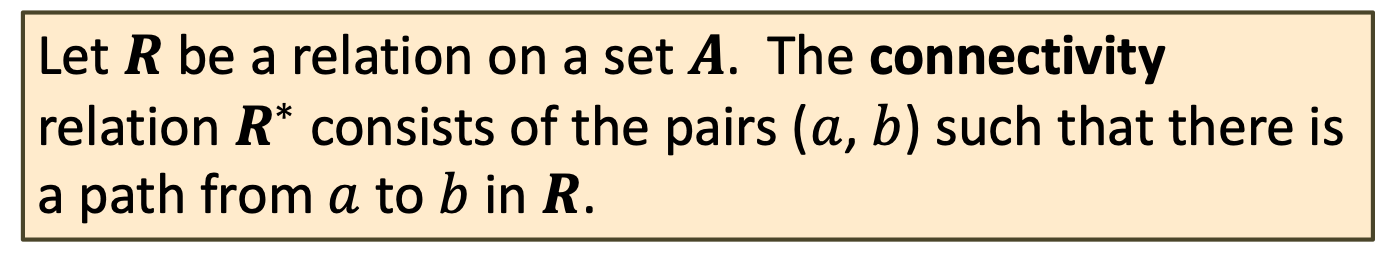 Let R be a relation on a set A. The connectivity
relation R* consists of the pairs (a, b) such that there is
a path from a to b in R.